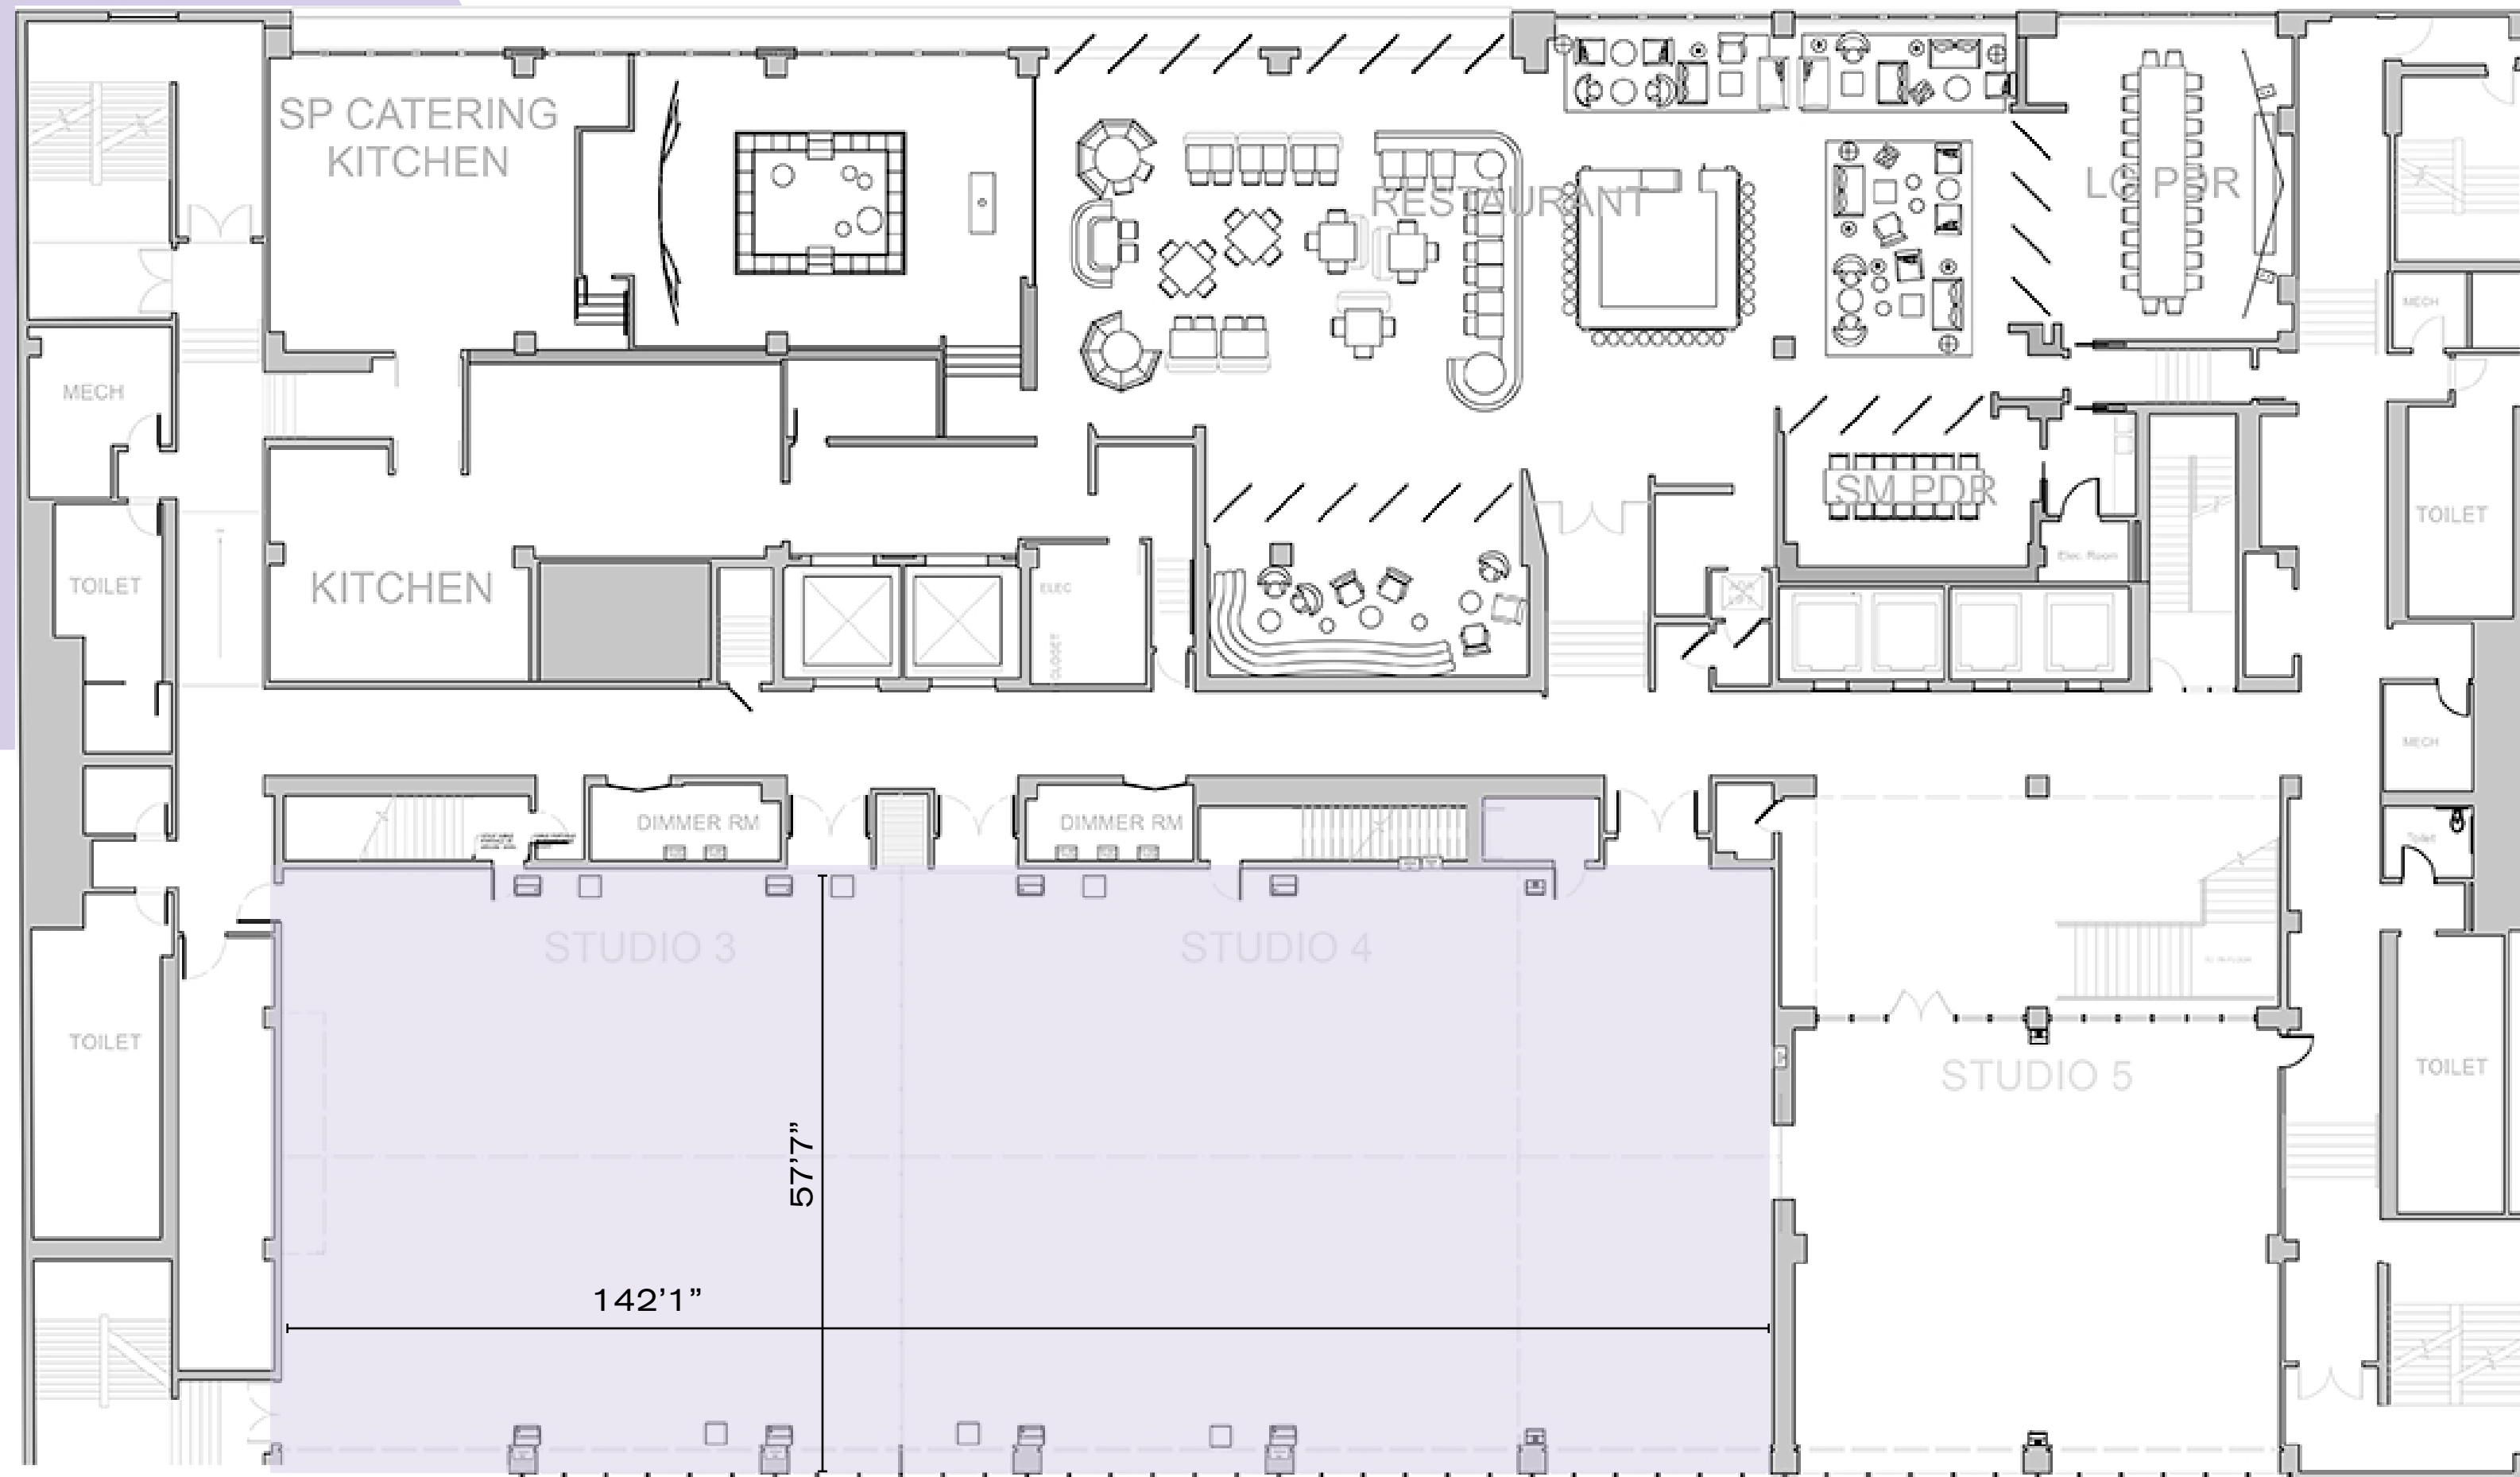 SP CATERING
KITCHEN
RESTAURANT
LG PDR
MECH
MECH
SM PDR
TOILET
Elec. Room
TOILET
KITCHEN
ELEC
CLOSET
MECH
DIMMER RM
DIMMER RM
Toilet
STUDIO 3
STUDIO 4
TOILET
STUDIO 5
TOILET
57’7”
142’1”